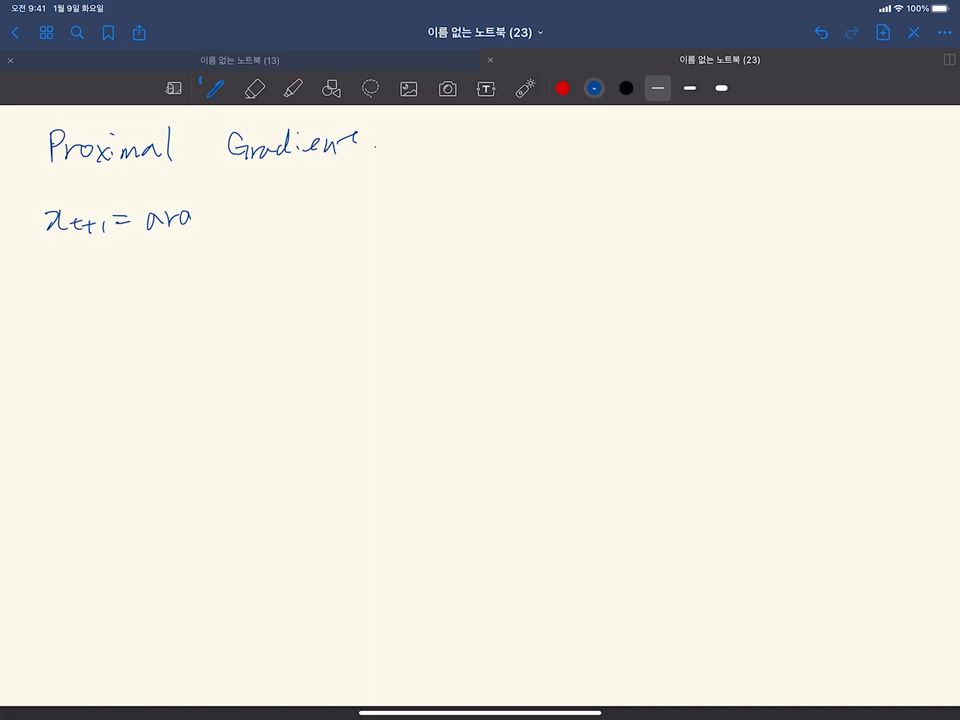 오전 9:41 1월 9일 화요일 100%
이름 없는 노트북 (23)
이름 없는 노트북 (13) 이름 없는 노트북 (23)
Proximal Gradient.
x_{t+1} = ara